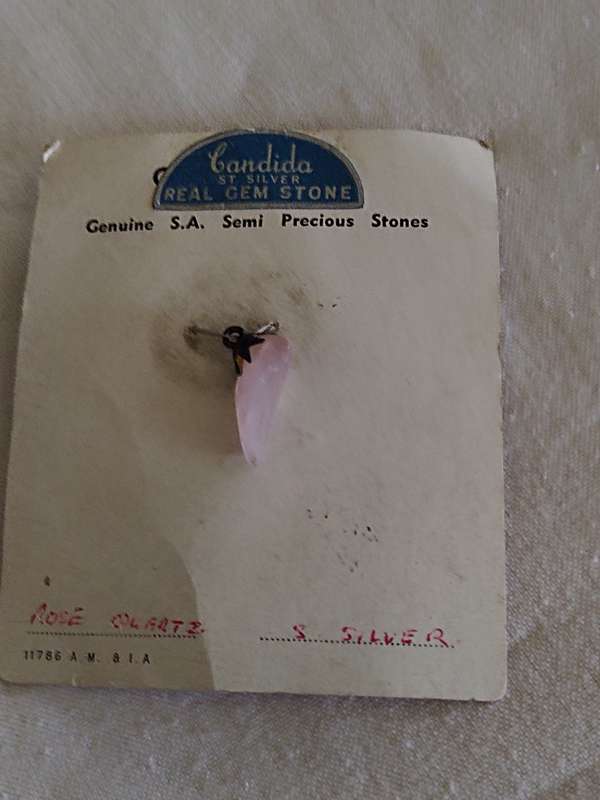 Candida
ST SILVER
REAL GEM STONE
Genuine S.A. Semi Precious Stones
ROSE QUARTZ
S SILVER
11786 A.M. & I.A